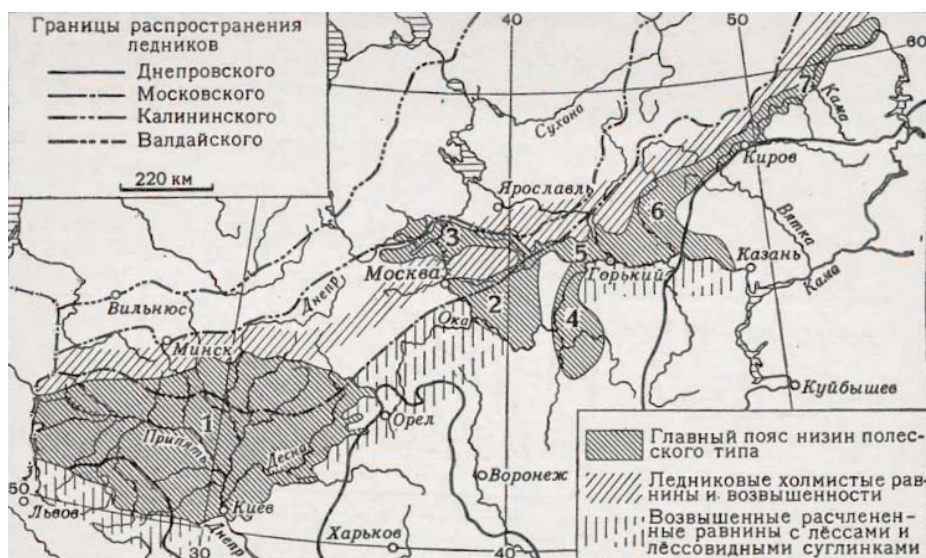 Границы распространения
ледников
Днепровского
Московского
Калининского
Валдайского
220 км
40
50
60
Сухона
Кама
7
Киров
Ярославль
6
Вятка
3
5
Москва
Горький
Казань
Кама
Днепр
2
Вильнюс
Ока
4
Минск
Куйбышев
1
Орел
Припять
Десна
Воронеж
50
Львов
Киев
Днепр
Харьков
30
40
Главный пояс низин полес-
ского типа
Ледниковые холмистые рав-
нины и возвышенности
Возвышенные расчленен-
ные равнины с лёссами и
лёссовидными суглинками